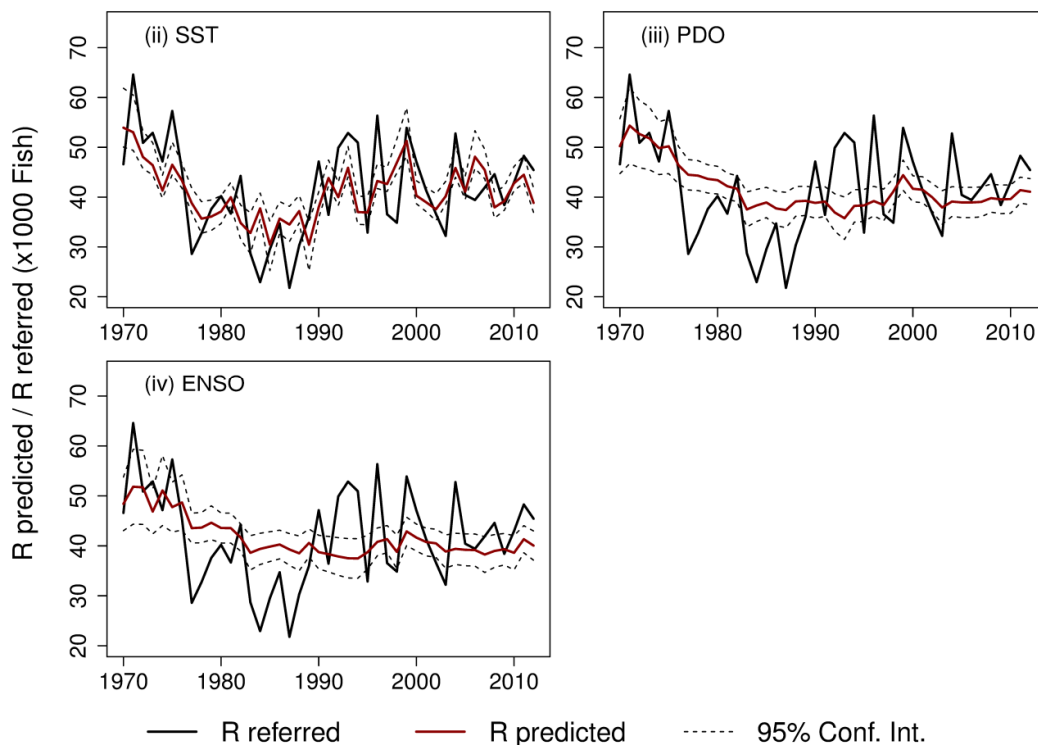 R predicted / R referred (x1000 Fish)
(ii) SST
70
60
50
40
30
20
1970 1980 1990 2000 2010
(iii) PDO
70
60
50
40
30
20
1970 1980 1990 2000 2010
(iv) ENSO
70
60
50
40
30
20
1970 1980 1990 2000 2010
R referred R predicted 95% Conf. Int.